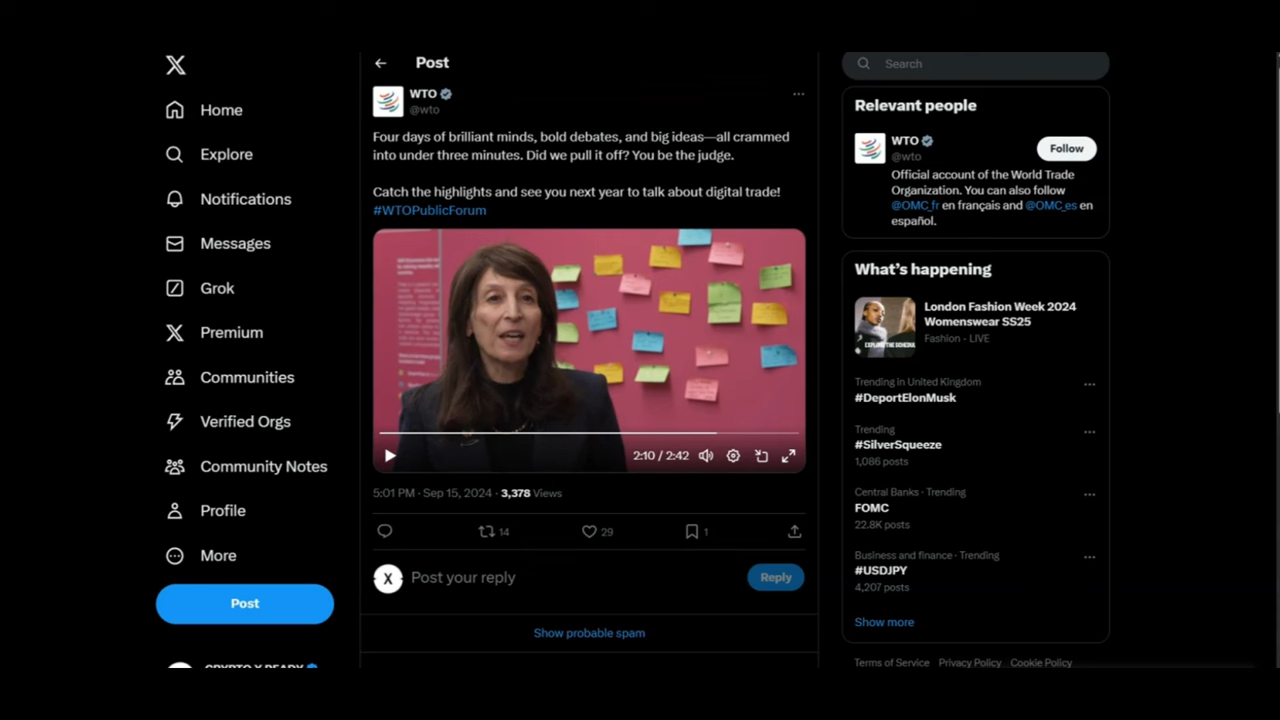 Home
Explore
Notifications
Messages
Grok
Premium
Communities
Verified Orgs
Community Notes
Profile
More
Post
CRYPTO X READY
Post
WTO
@wto
Four days of brilliant minds, bold debates, and big ideas—all crammed
into under three minutes. Did we pull it off? You be the judge.
Catch the highlights and see you next year to talk about digital trade!
#WTOPublicForum
2:10 / 2:42
5:01 PM · Sep 15, 2024 · 3,378 Views
14
29
1
X
Post your reply
Reply
Show probable spam
Search
Relevant people
WTO
@wto
Follow
Official account of the World Trade
Organization. You can also follow
@OMC_fr en français and @OMC_es en
español.
What's happening
London Fashion Week 2024
Womenswear SS25
Fashion · LIVE
EXPLORE THE SCHEDULE
Trending in United Kingdom
#DeportElonMusk
Trending
#SilverSqueeze
1,086 posts
Central Banks · Trending
FOMC
22.8K posts
Business and finance · Trending
#USDJPY
4,207 posts
Show more
Terms of Service Privacy Policy Cookie Policy